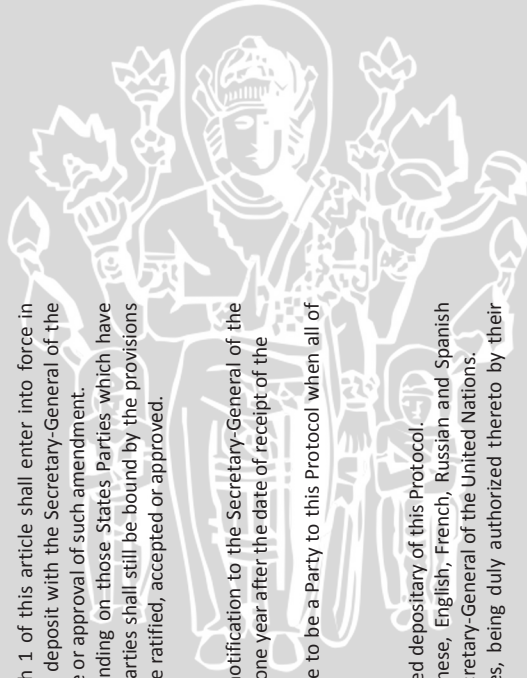 h 1 of this article shall enter into force in
deposit with the Secretary-General of the
e or approval of such amendment.
nding on those States Parties which have
arties shall still be bound by the provisions
e ratified, accepted or approved.
otification to the Secretary-General of the
one year after the date of receipt of the
e to be a Party to this Protocol when all of
ed depositary of this Protocol.
nese, English, French, Russian and Spanish
retary-General of the United Nations.
es, being duly authorized thereto by their